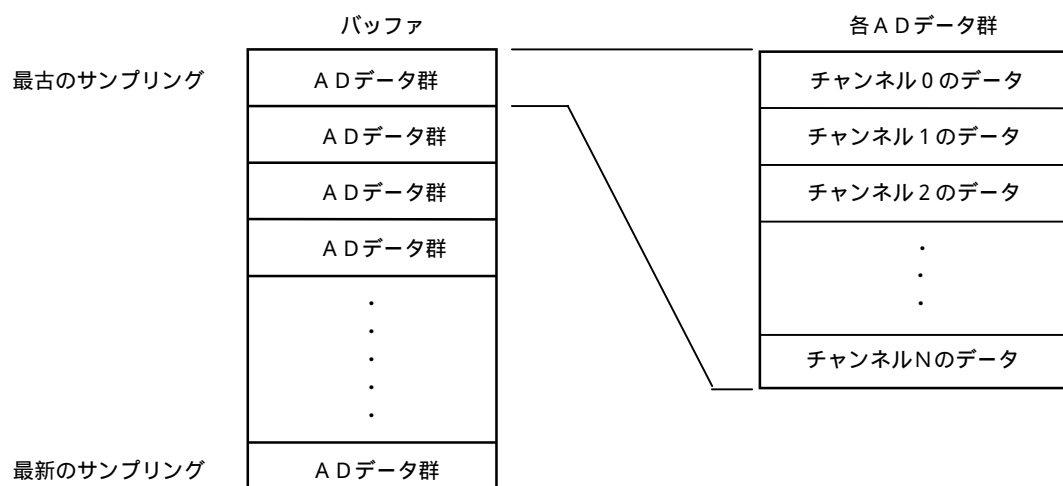 バッファ
各ADデータ群
最古のサンプリング
ADデータ群
ADデータ群
ADデータ群
ADデータ群
・
・
・
・
・
最新のサンプリング
ADデータ群
チャンネル0のデータ
チャンネル1のデータ
チャンネル2のデータ
・
・
・
チャンネルNのデータ